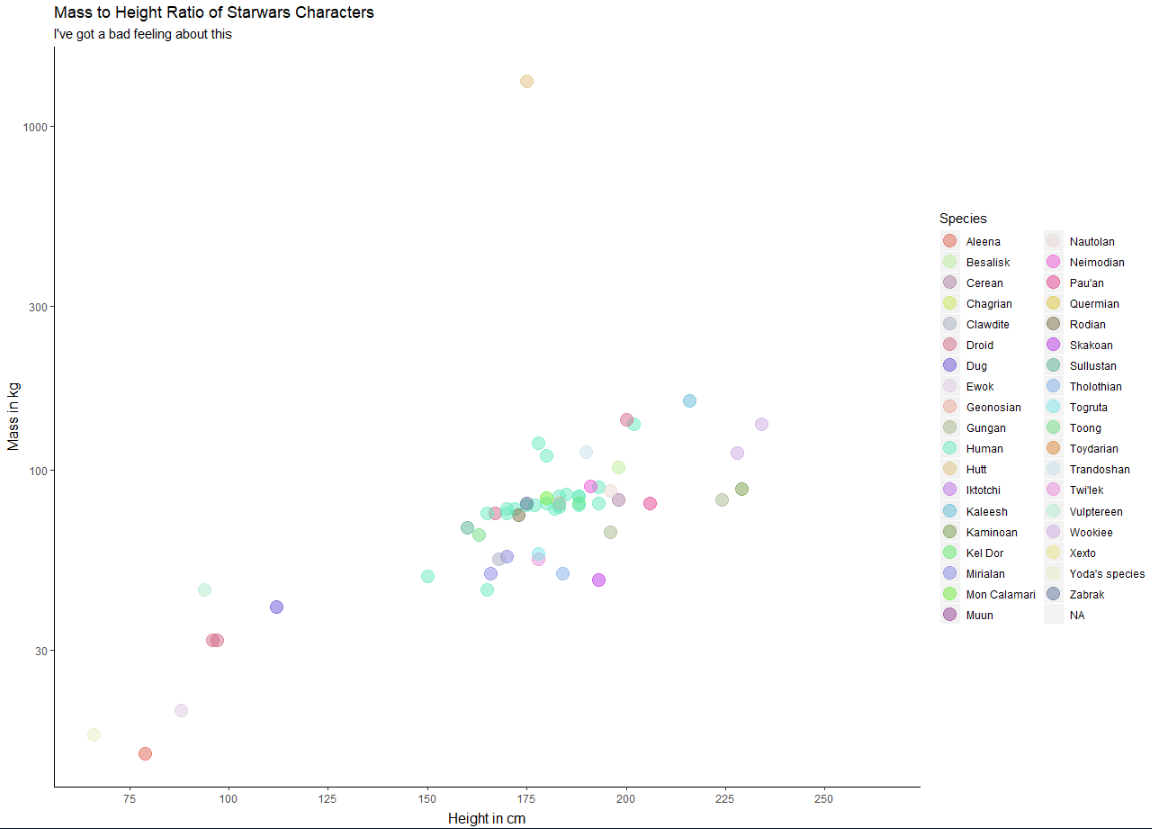 Mass to Height Ratio of Starwars Characters
I've got a bad feeling about this
1000
300
100
30
Mass in kg
75 100 125 150 175 200 225 250
Height in cm
Species
Aleena
Besalisk
Cerean
Chagrian
Clawdite
Droid
Dug
Ewok
Geonosian
Gungan
Human
Hutt
Iktotchi
Kaleesh
Kaminoan
Kel Dor
Mirialan
Mon Calamari
Muun
Nautolan
Neimodian
Pau'an
Quermian
Rodian
Skakoan
Sullustan
Tholothian
Togruta
Toong
Toydarian
Trandoshan
Twi'lek
Vulptereen
Wookiee
Xexto
Yoda's species
Zabrak
NA